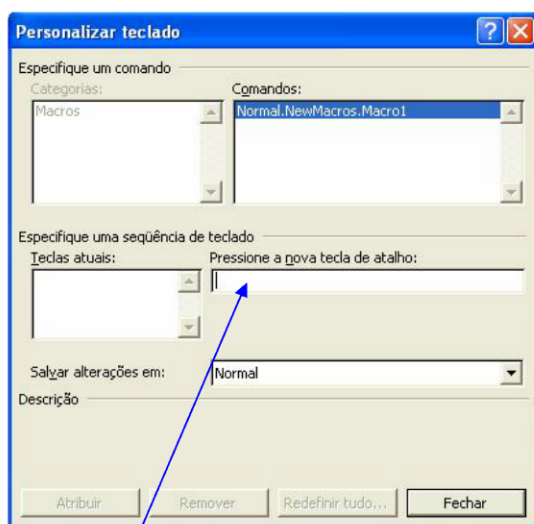 Personalizar teclado
Especifique um comando
Categorias: Comandos:
Macros Normal.NewMacros.Macro1
Especifique uma seqüência de teclado
Teclas atuais: Pressione a nova tecla de atalho:
Salvar alterações em: Normal
Descrição
Atribuir Remover Redefinir tudo... Fechar